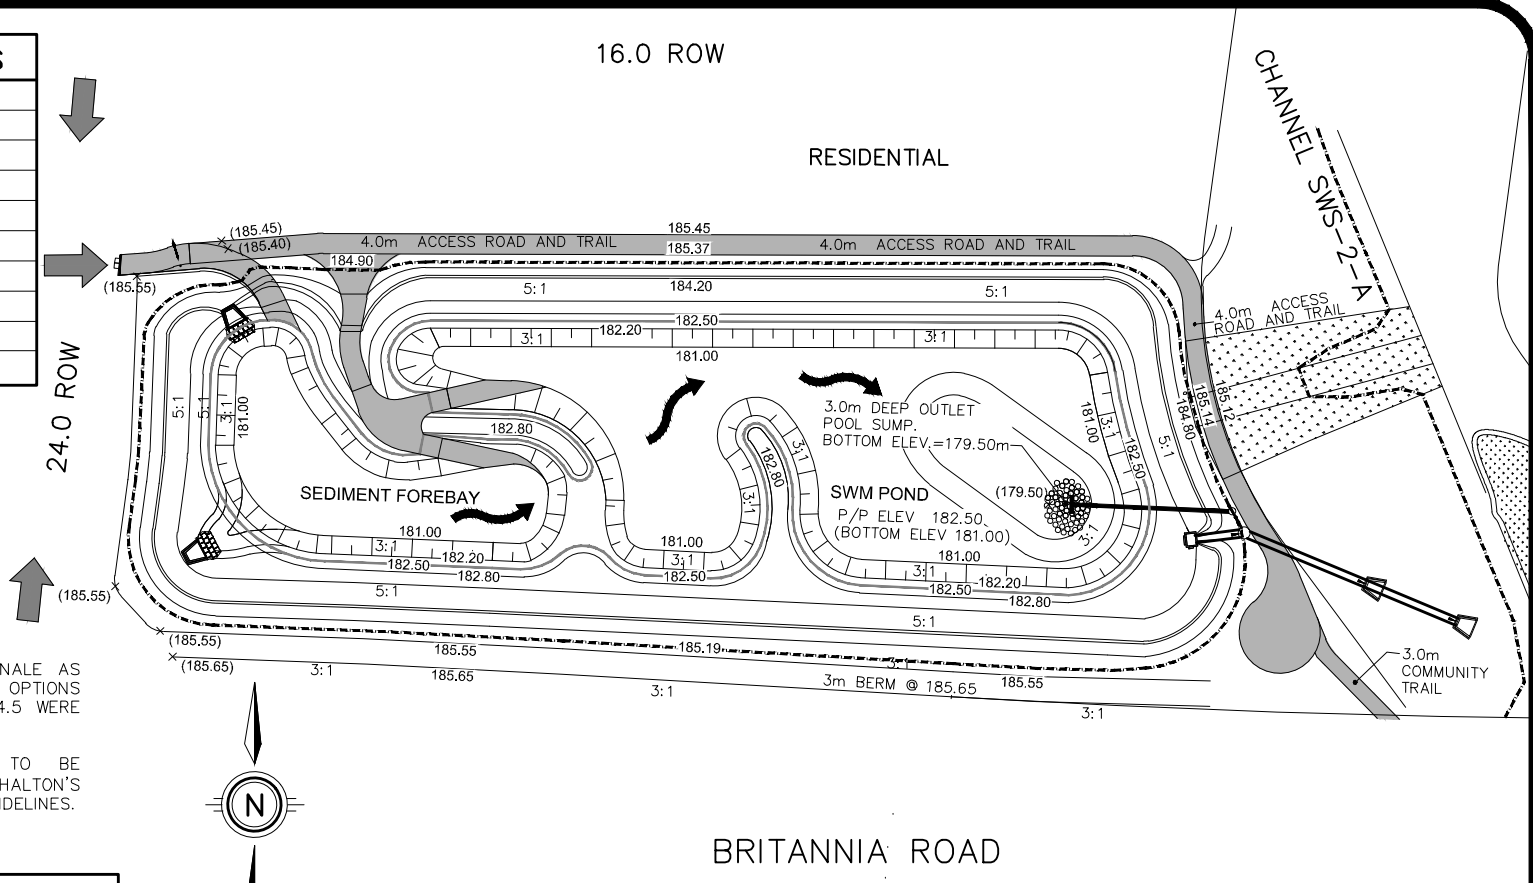 S
16.0 ROW
RESIDENTIAL
CHANNEL SWS-2-A
(185.45)
(185.40)
4.0m ACCESS ROAD AND TRAIL
185.45
185.37
4.0m ACCESS ROAD AND TRAIL
184.90
(185.55)
5:1
184.20
5:1
4.0m ACCESS
ROAD AND TRAIL
182.50
182.20
3:1
3:1
181.00
24.0 ROW
5:1
5:1
3:1
181.00
3.0m DEEP OUTLET
POOL SUMP.
BOTTOM ELEV.=179.50m
181.00
3:1
182.50
5:1
184.80
185.14
185.12
182.80
182.80
3:1
3:1
SEDIMENT FOREBAY
SWM POND
P/P ELEV 182.50
(BOTTOM ELEV 181.00)
(179.50)
3:1
181.00
3:1
182.20
182.50
182.80
181.00
3:1
182.50
181.00
3:1
182.20
182.50
182.80
(185.55)
5:1
5:1
(185.55)
185.55
185.19
3:1
185.55
(185.65)
3:1
185.65
3:1
3m BERM @ 185.65
3:1
3.0m
COMMUNITY
TRAIL
NALE AS
OPTIONS
4.5 WERE
TO BE
HALTON'S
IDELINES.
N
BRITANNIA ROAD